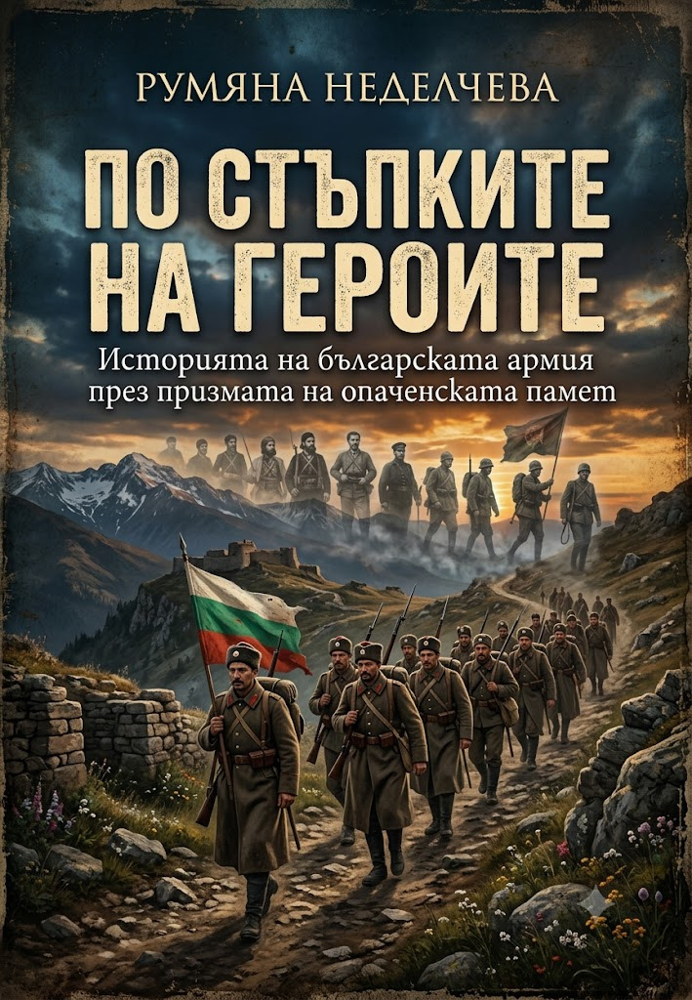 РУМЯНА НЕДЕЛЧЕВА
ПО СТЪПКИТЕ
НА ГЕРОИТЕ
Историята на българската армия
през призмата на опаченската памет